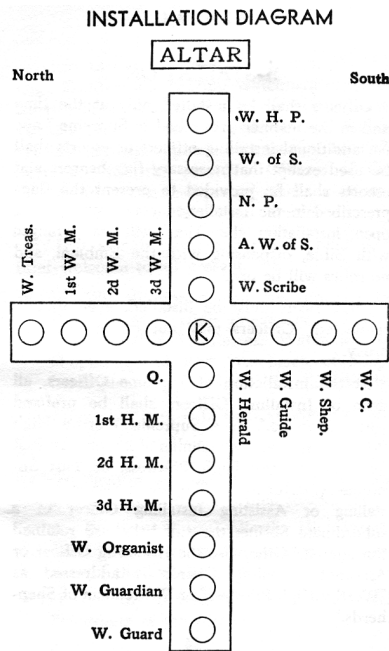 INSTALLATION DIAGRAM
ALTAR
North
South
W. H. P.
W. of S.
N. P.
A. W. of S.
W. Scribe
W. Treas.
1st W. M.
2d W. M.
3d W. M.
K
Q.
1st H. M.
2d H. M.
3d H. M.
W. Organist
W. Guardian
W. Guard
W. Herald
W. Guide
W. Shep.
W. C.